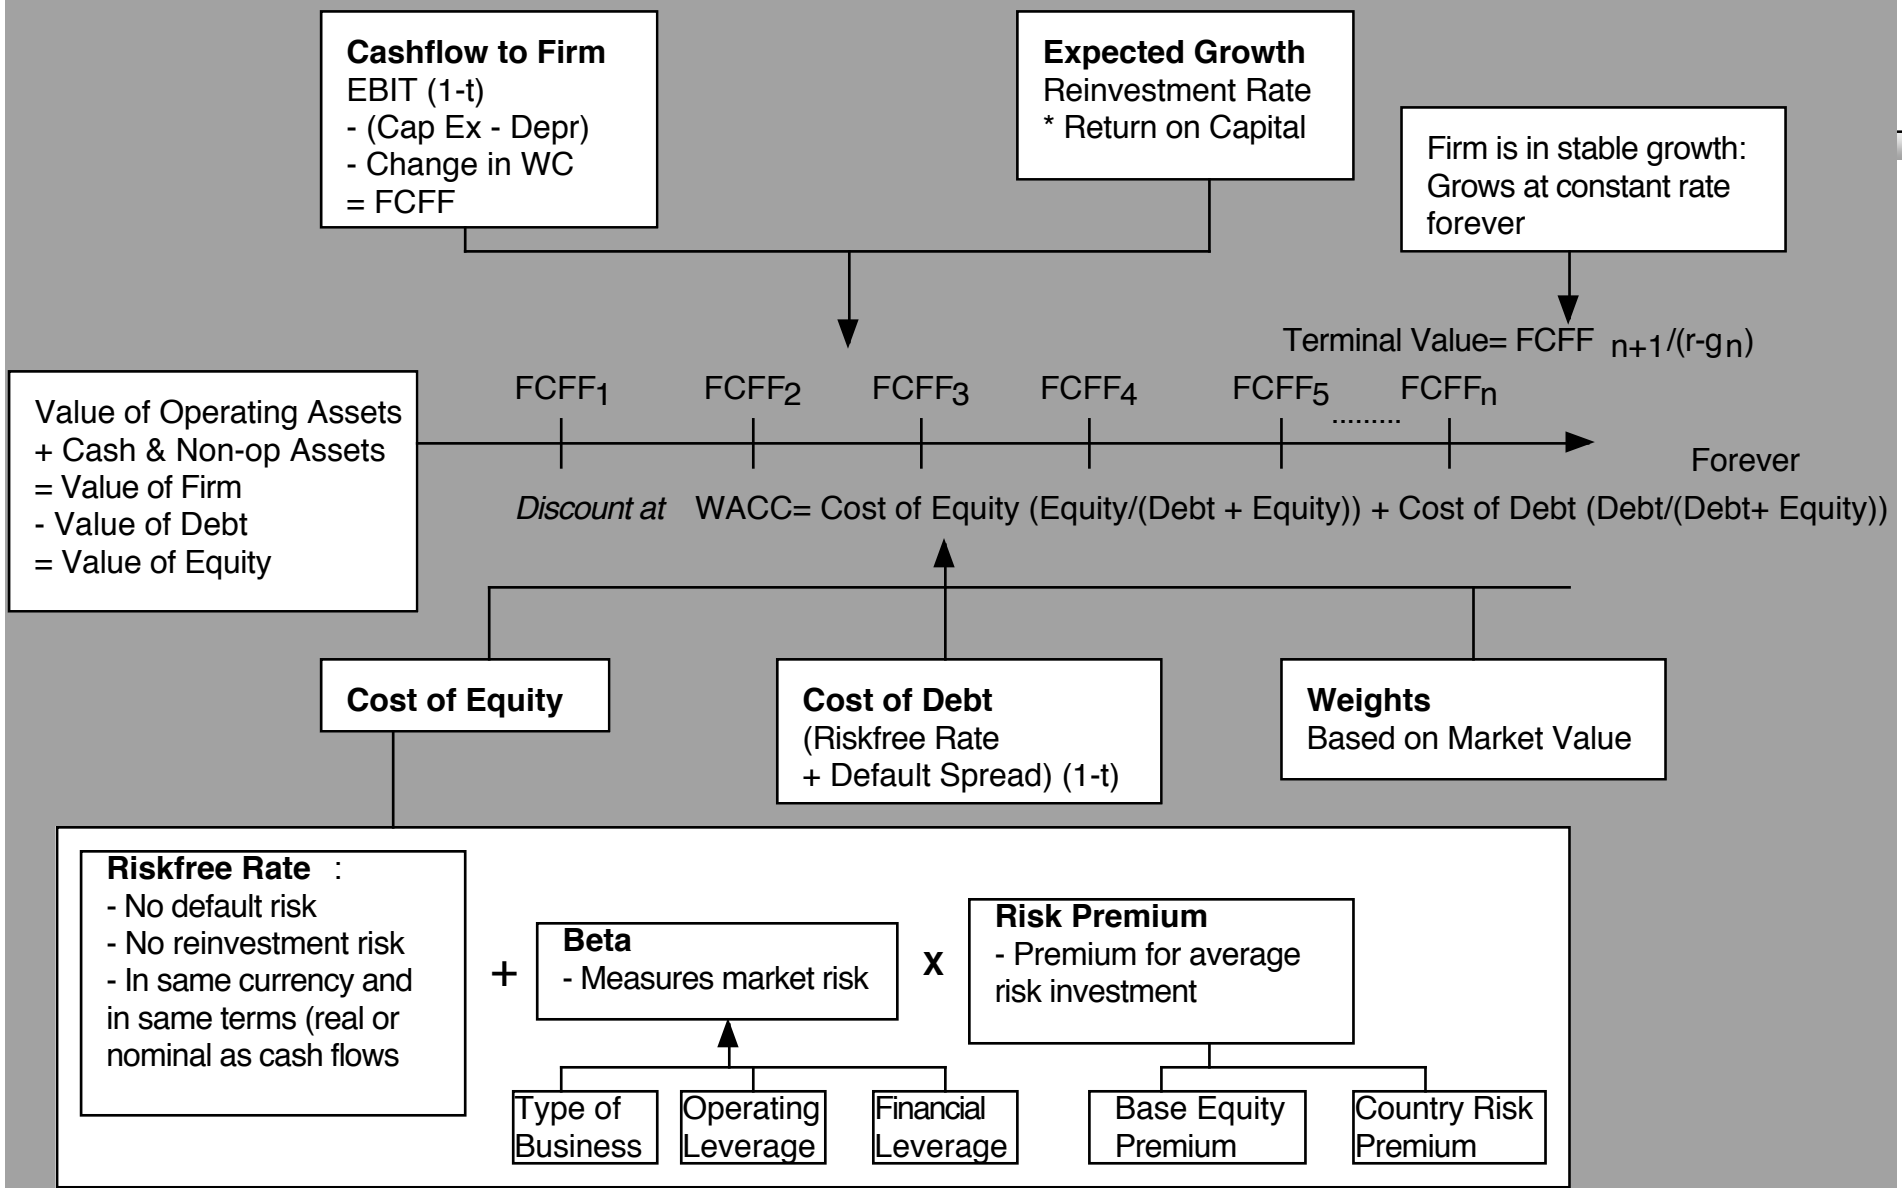 Cashflow to Firm
EBIT (1-t)
- (Cap Ex - Depr)
- Change in WC
= FCFF
Expected Growth
Reinvestment Rate
* Return on Capital
Firm is in stable growth:
Grows at constant rate
forever
Terminal Value= FCFF n+1/(r-gn)
FCFF1 FCFF2 FCFF3 FCFF4 FCFF5 FCFFn
.........
Forever
Value of Operating Assets
+ Cash & Non-op Assets
= Value of Firm
- Value of Debt
= Value of Equity
Discount at WACC= Cost of Equity (Equity/(Debt + Equity)) + Cost of Debt (Debt/(Debt+ Equity))
Cost of Equity
Cost of Debt
(Riskfree Rate
+ Default Spread) (1-t)
Weights
Based on Market Value
Riskfree Rate :
- No default risk
- No reinvestment risk
- In same currency and
in same terms (real or
nominal as cash flows
+
Beta
- Measures market risk
X
Risk Premium
- Premium for average
risk investment
Type of
Business
Operating
Leverage
Financial
Leverage
Base Equity
Premium
Country Risk
Premium